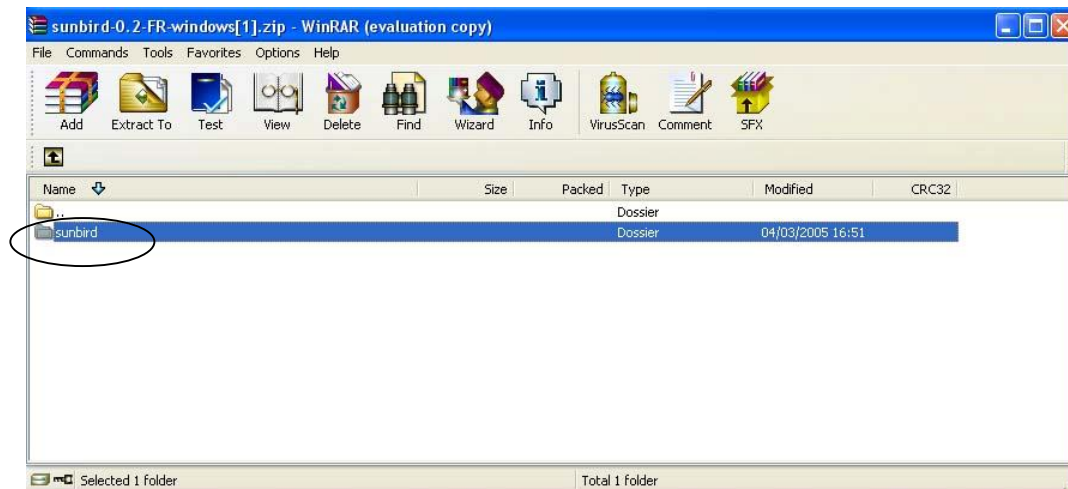 sunbird-0.2-FR-windows[1].zip - WinRAR (evaluation copy)
File Commands Tools Favorites Options Help
Add Extract To Test View Delete Find Wizard Info VirusScan Comment SFX
Name Size Packed Type Modified CRC32
.. Dossier
sunbird Dossier 04/03/2005 16:51
Selected 1 folder Total 1 folder